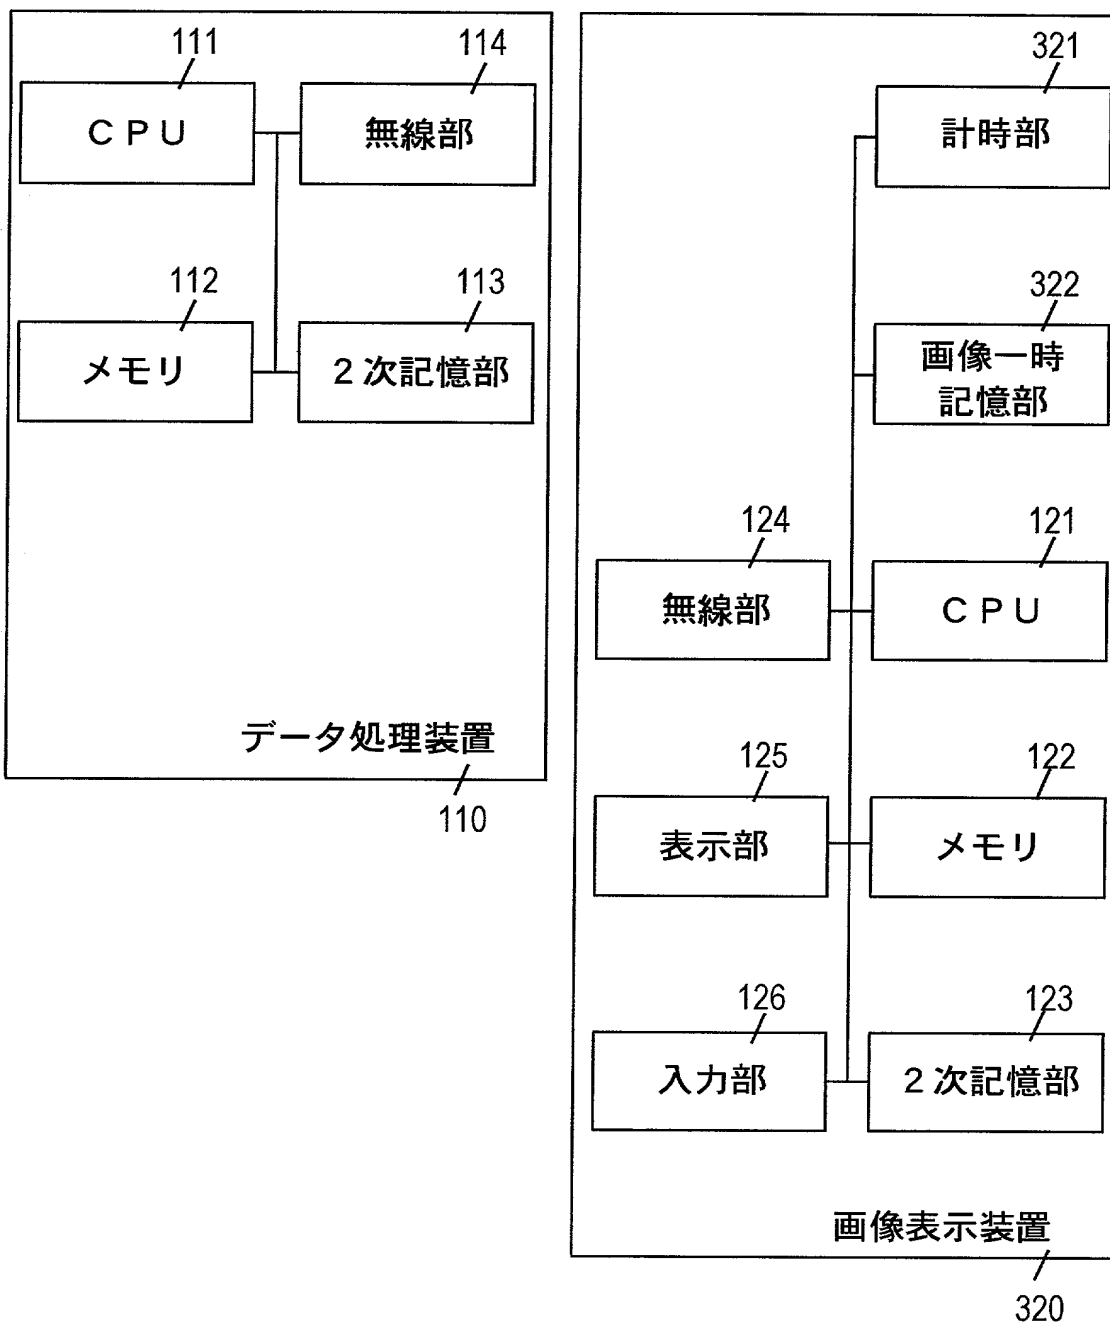 111
114
ＣＰＵ
無線部
112
113
メモリ
２次記憶部
データ処理装置
110
321
計時部
322
画像一時
記憶部
124
121
無線部
ＣＰＵ
125
122
表示部
メモリ
126
123
入力部
２次記憶部
画像表示装置
320